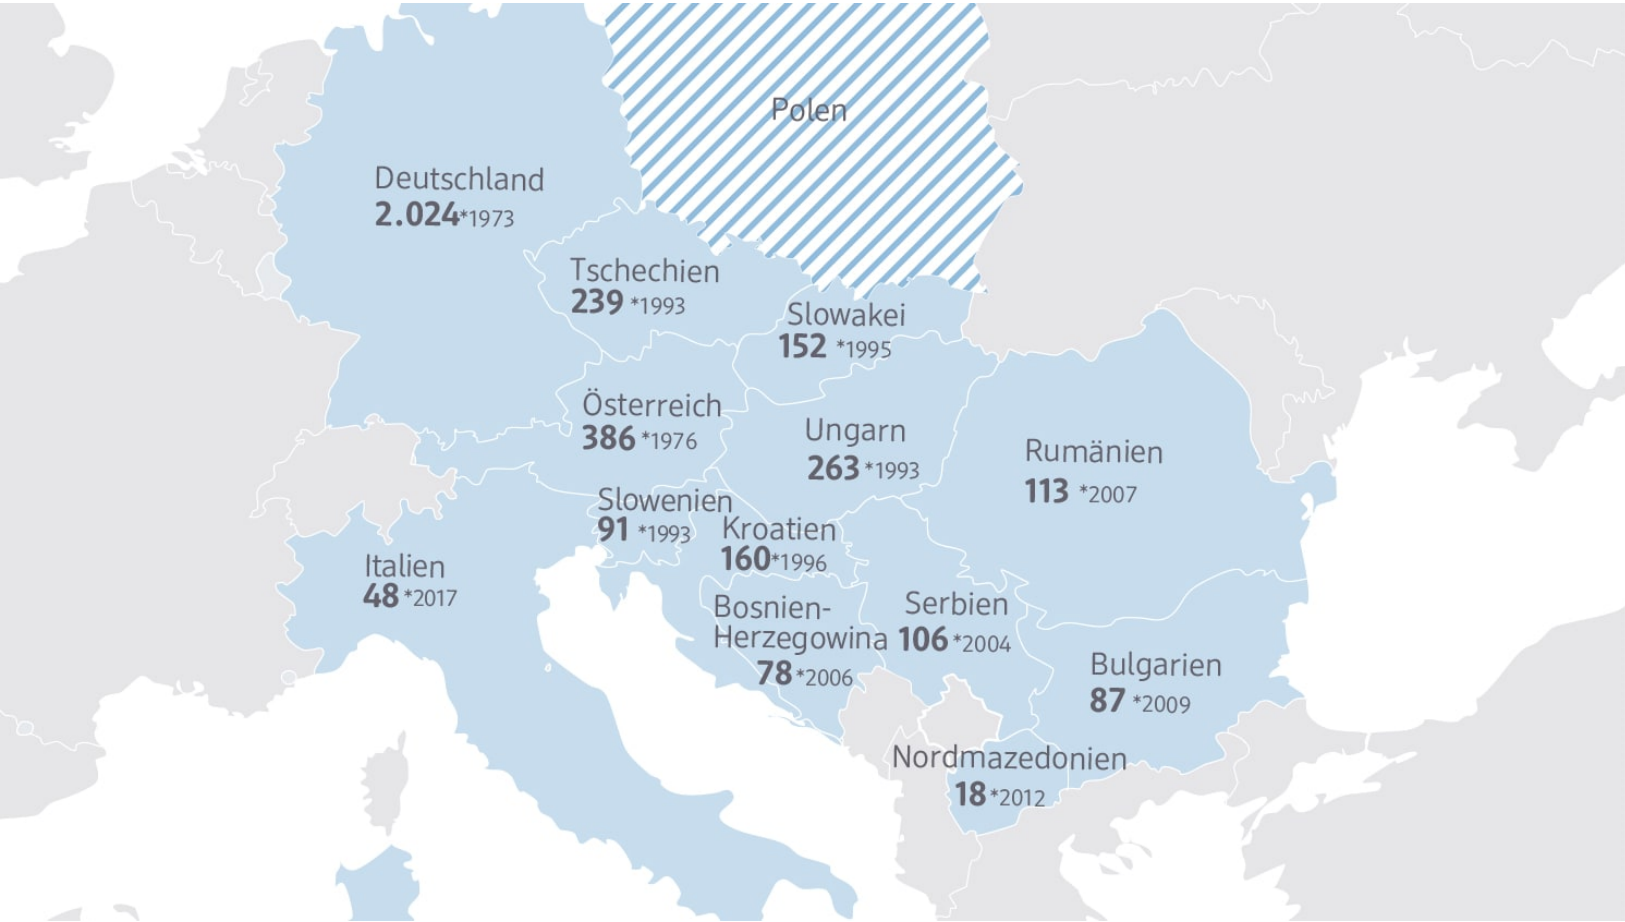 Polen
Deutschland
2.024*1973
Tschechien
239 *1993
Slowakei
152 *1995
Österreich
386 *1976
Ungarn
263 *1993
Rumänien
113 *2007
Slowenien
91 *1993
Kroatien
160*1996
Italien
48 *2017
Bosnien-
Herzegowina
78 *2006
Serbien
106 *2004
Bulgarien
87 *2009
Nordmazedonien
18 *2012